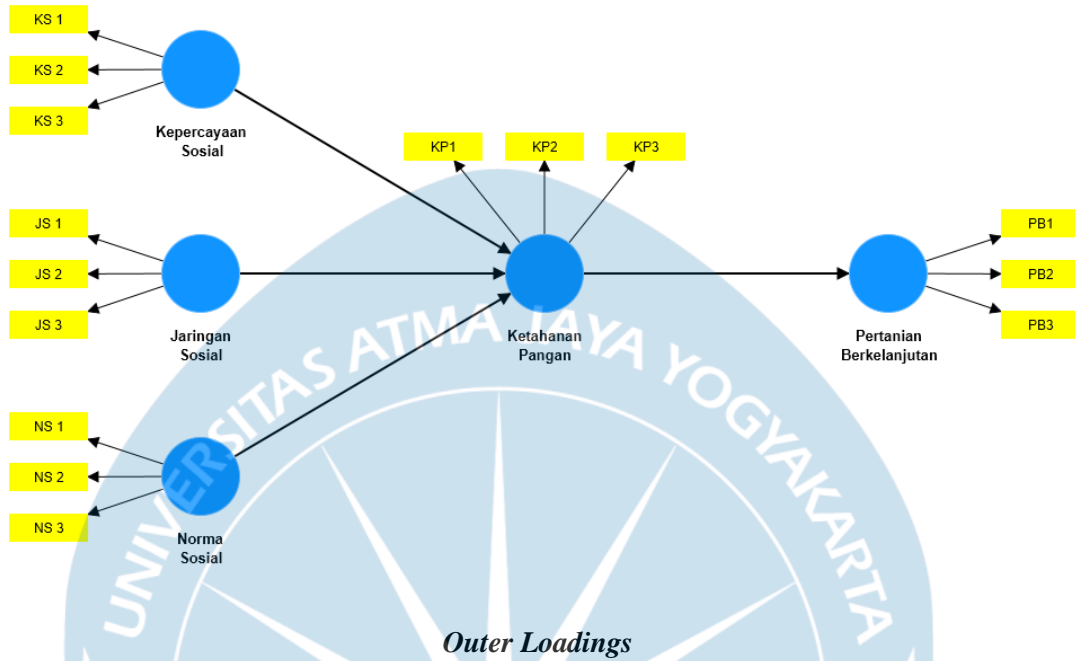 KS 1
KS 2
KS 3
Kepercayaan
Sosial
KP1
KP2
KP3
JS 1
JS 2
JS 3
Jaringan
Sosial
Ketahanan
Pangan
PB1
PB2
PB3
Pertanian
Berkelanjutan
NS 1
NS 2
NS 3
Norma
Sosial
UNIVERSITAS ATMA JAYA YOGYAKARTA
Outer Loadings